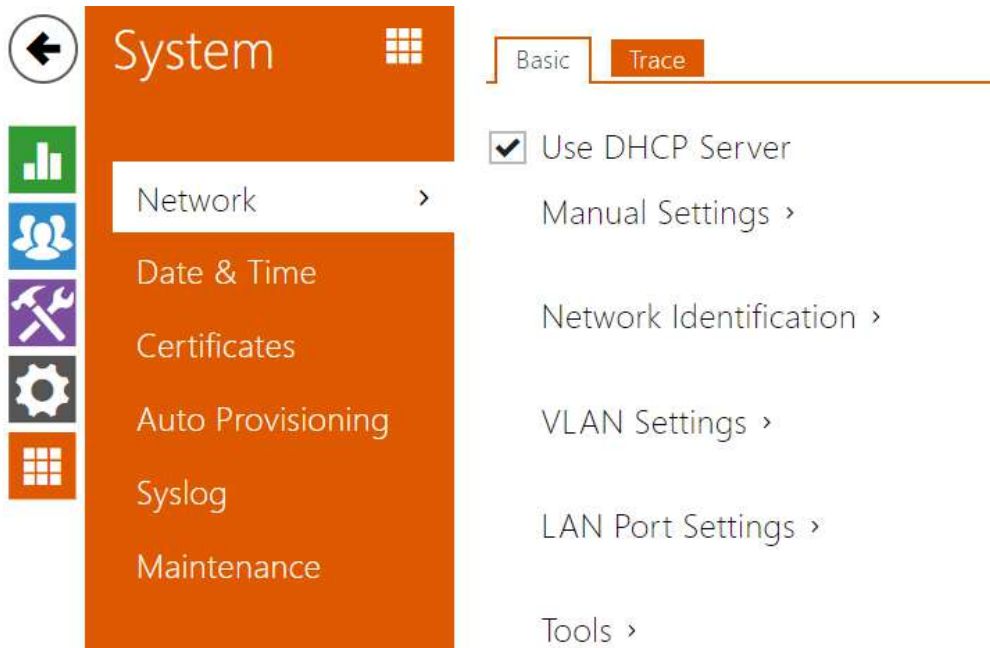 System
Basic
Trace
Use DHCP Server
Network
Manual Settings
Date & Time
Network Identification
Certificates
Auto Provisioning
VLAN Settings
Syslog
LAN Port Settings
Maintenance
Tools